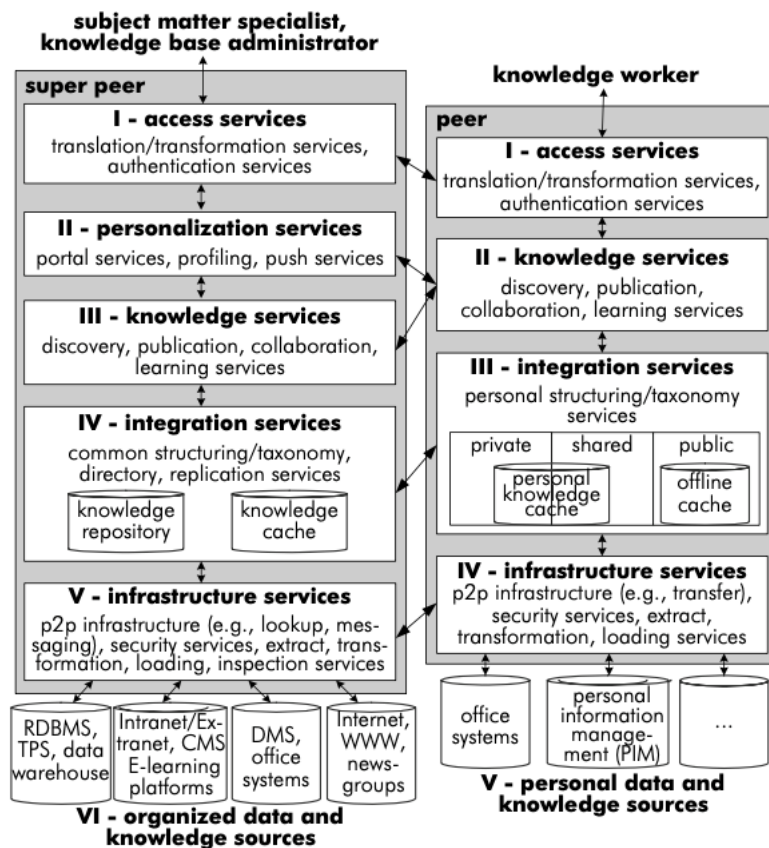 subject matter specialist,
knowledge base administrator
super peer
I - access services
translation/transformation services,
authentication services
II - personalization services
portal services, profiling, push services
III - knowledge services
discovery, publication, collaboration,
learning services
IV - integration services
common structuring/taxonomy,
directory, replication services
knowledge
repository
knowledge
cache
V - infrastructure services
p2p infrastructure (e.g., lookup, mes-
saging), security services, extract, trans-
formation, loading, inspection services
RDBMS,
TPS, data
warehouse
Intranet/Ex-
tranet, CMS
E-learning
platforms
DMS,
office
systems
Internet,
WWW,
news-
groups
VI - organized data and
knowledge sources
knowledge worker
peer
I - access services
translation/transformation services,
authentication services
II - knowledge services
discovery, publication,
collaboration, learning services
III - integration services
personal structuring/taxonomy
services
private
shared
public
personal
knowledge
cache
offline
cache
IV - infrastructure services
p2p infrastructure (e.g., transfer),
security services, extract,
transformation, loading services
office
systems
personal
information
manage-
ment (PIM)
...
V - personal data and
knowledge sources